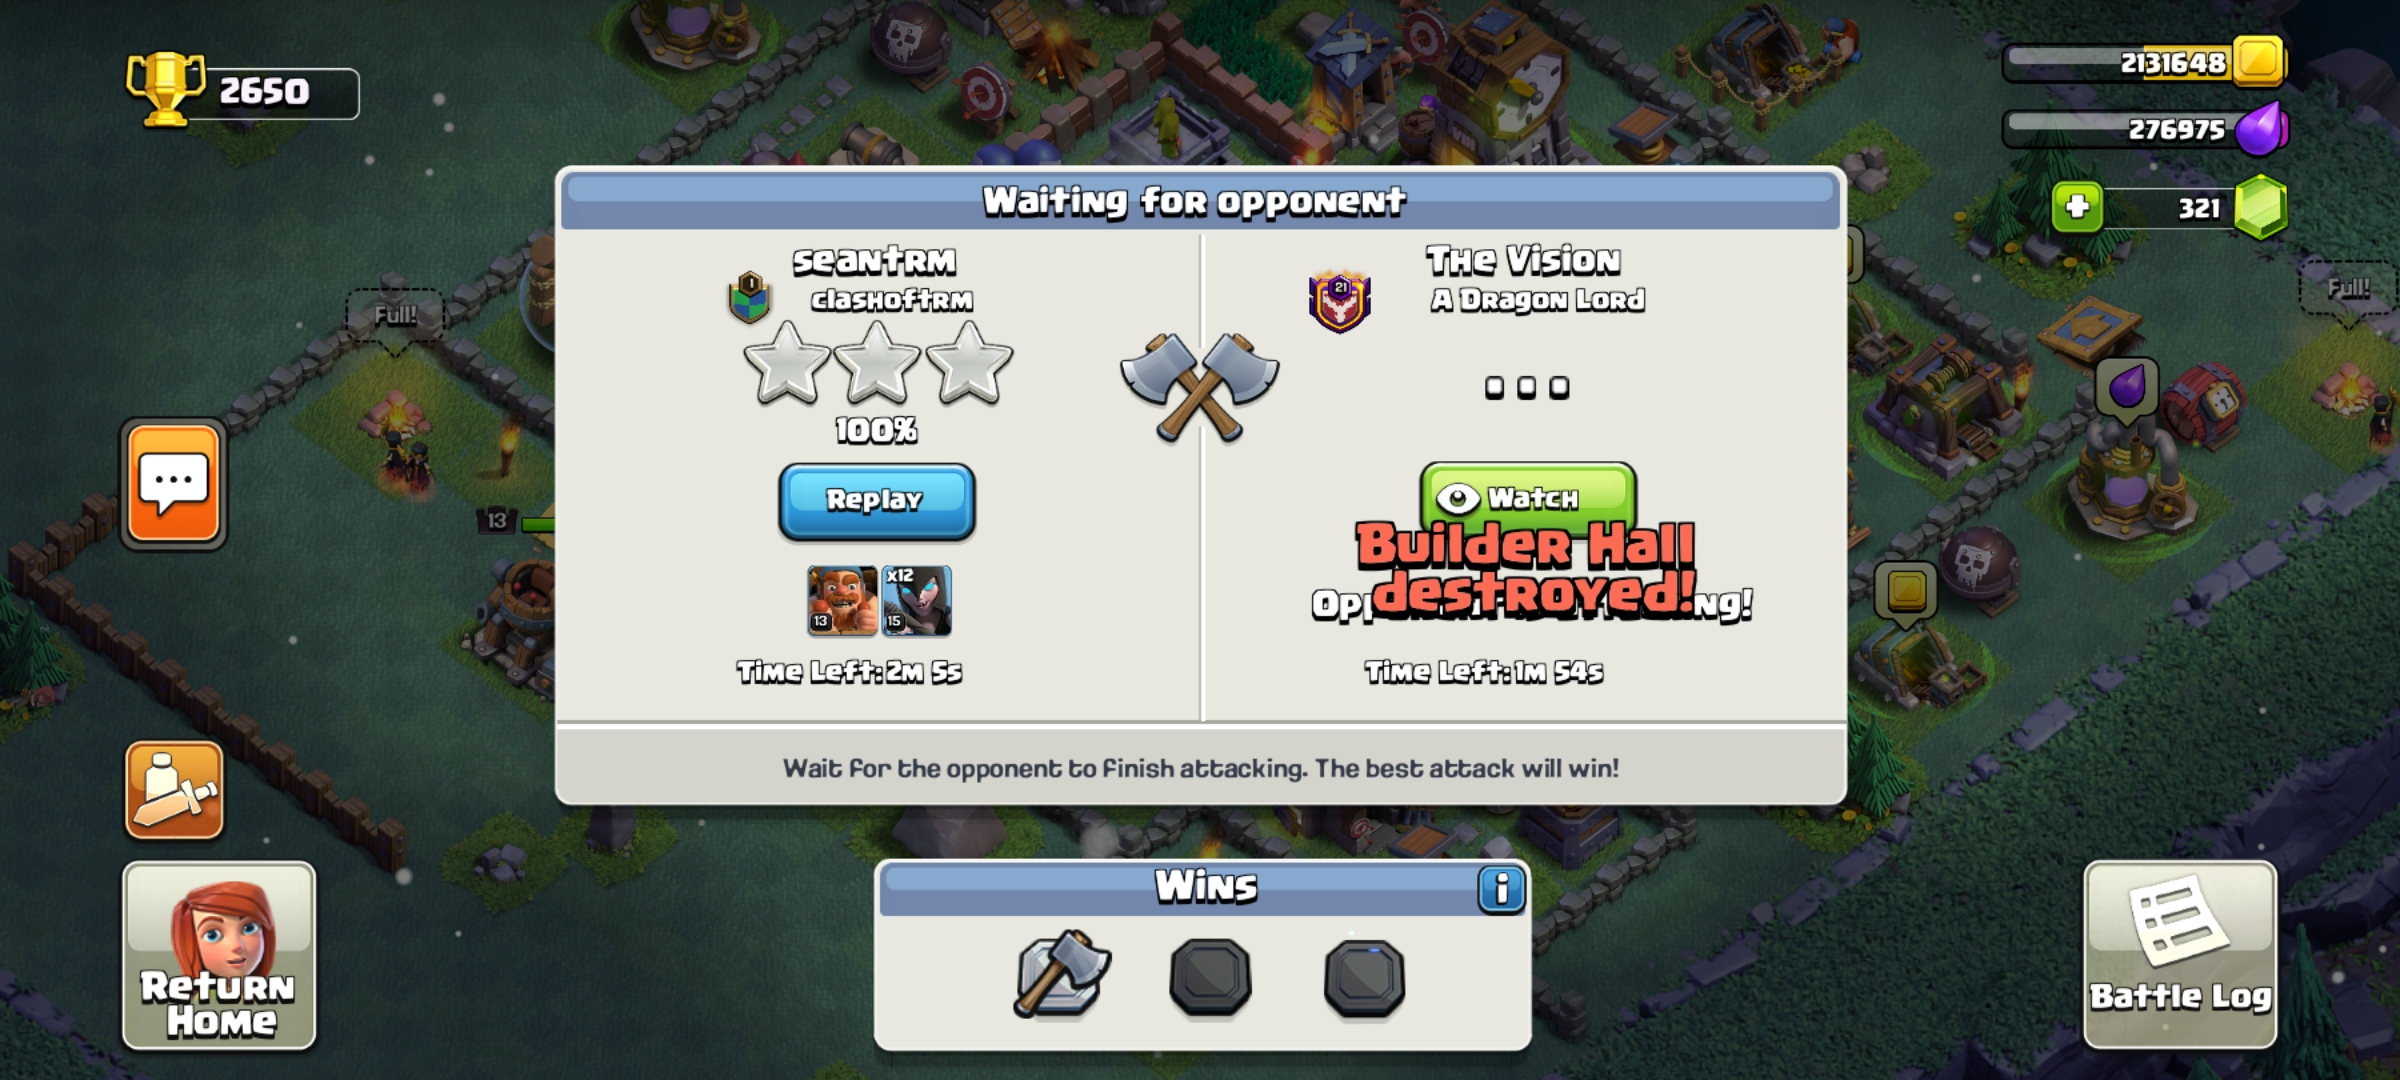 2650
2131648
276975
321
Full!
Full!
13
Waiting for opponent
seantrm
1
clashoftrm
100%
Replay
x12
13
15
Time Left: 2m 5s
The Vision
21
A Dragon Lord
Watch
Builder Hall
destroyed!
Time Left: 1m 54s
Wait for the opponent to finish attacking. The best attack will win!
Wins
i
Return
Home
Battle Log